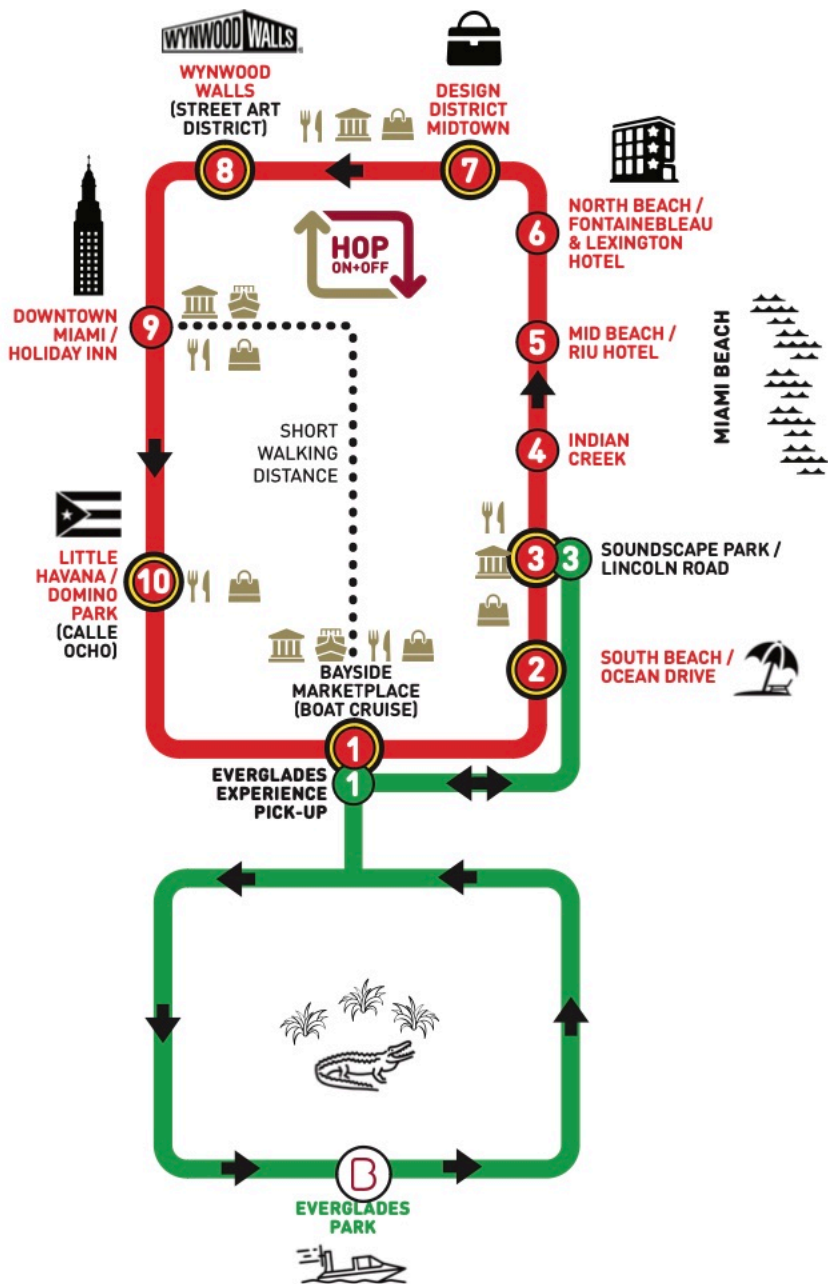 WYNWOOD WALLS
WYNWOOD
WALLS
(STREET ART
DISTRICT)
DESIGN
DISTRICT
MIDTOWN
8
7
NORTH BEACH /
FONTAINEBLEAU
& LEXINGTON
HOTEL
6
HOP
ON+OFF
DOWNTOWN
MIAMI /
HOLIDAY INN
9
5
MID BEACH /
RIU HOTEL
MIAMI BEACH
SHORT
WALKING
DISTANCE
4
INDIAN
CREEK
3
3
SOUNDSCAPE PARK /
LINCOLN ROAD
LITTLE
HAVANA /
DOMINO
PARK
(CALLE
OCHO)
10
2
SOUTH BEACH /
OCEAN DRIVE
BAYSIDE
MARKETPLACE
(BOAT CRUISE)
1
EVERGLADES
EXPERIENCE
PICK-UP
1
B
EVERGLADES
PARK